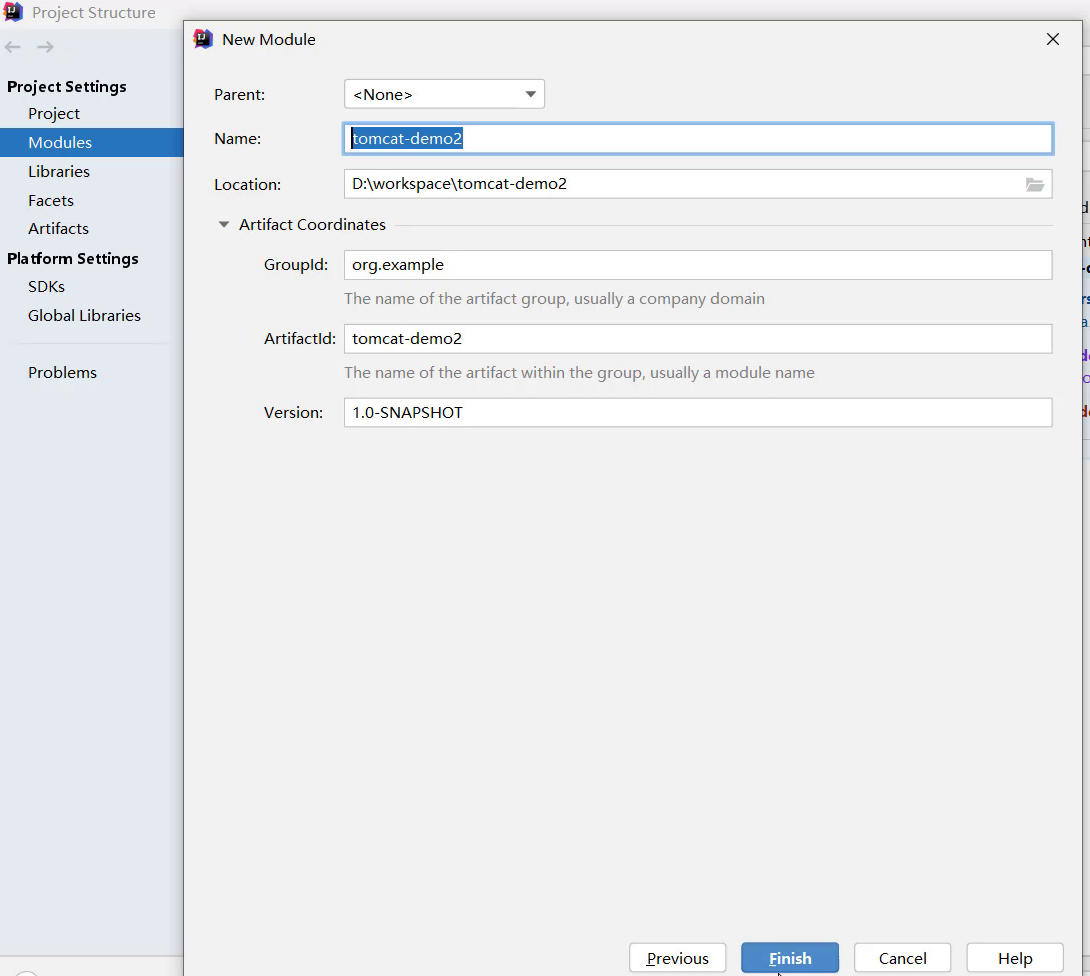 Project Structure
New Module
Project Settings
Project
Modules
Libraries
Facets
Artifacts
Platform Settings
SDKs
Global Libraries
Problems
Parent: <None>
Name: tomcat-demo2
Location: D:\workspace\tomcat-demo2
Artifact Coordinates
GroupId: org.example
The name of the artifact group, usually a company domain
ArtifactId: tomcat-demo2
The name of the artifact within the group, usually a module name
Version: 1.0-SNAPSHOT
Previous Finish Cancel Help